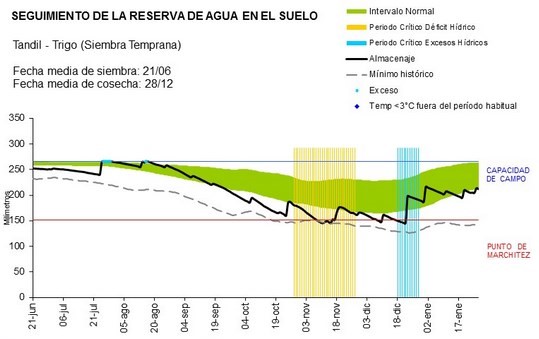 SEGUIMIENTO DE LA RESERVA DE AGUA EN EL SUELO
Tandil - Trigo (Siembra Temprana)
Fecha media de siembra: 21/06
Fecha media de cosecha: 28/12
Intervalo Normal
Periodo Crítico Déficit Hídrico
Periodo Crítico Excesos Hídricos
Almacenaje
Mínimo histórico
Exceso
Temp <3°C fuera del período habitual
Milímetros
350
300
250
200
150
100
50
0
CAPACIDAD
DE CAMPO
PUNTO DE
MARCHITEZ
21-jun
06-jul
21-jul
05-ago
20-ago
04-sep
19-sep
04-oct
19-oct
03-nov
18-nov
03-dic
18-dic
02-ene
17-ene